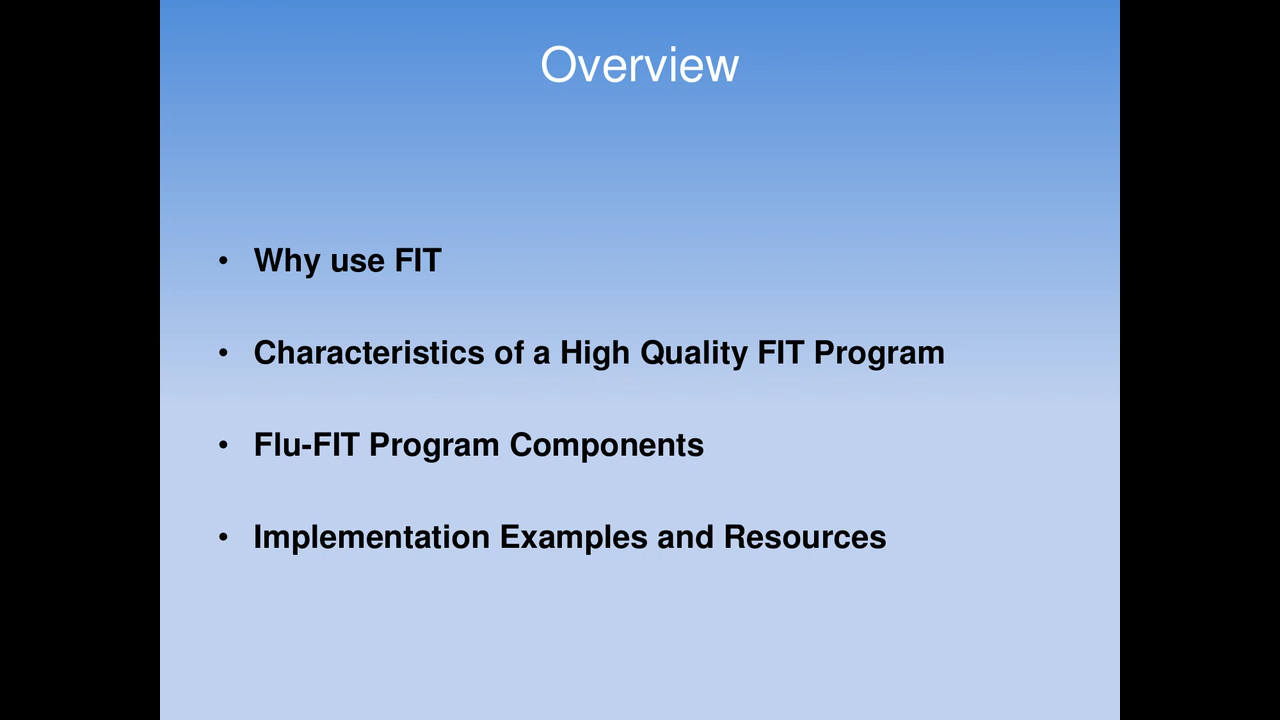 Overview
• Why use FIT
• Characteristics of a High Quality FIT Program
• Flu-FIT Program Components
• Implementation Examples and Resources